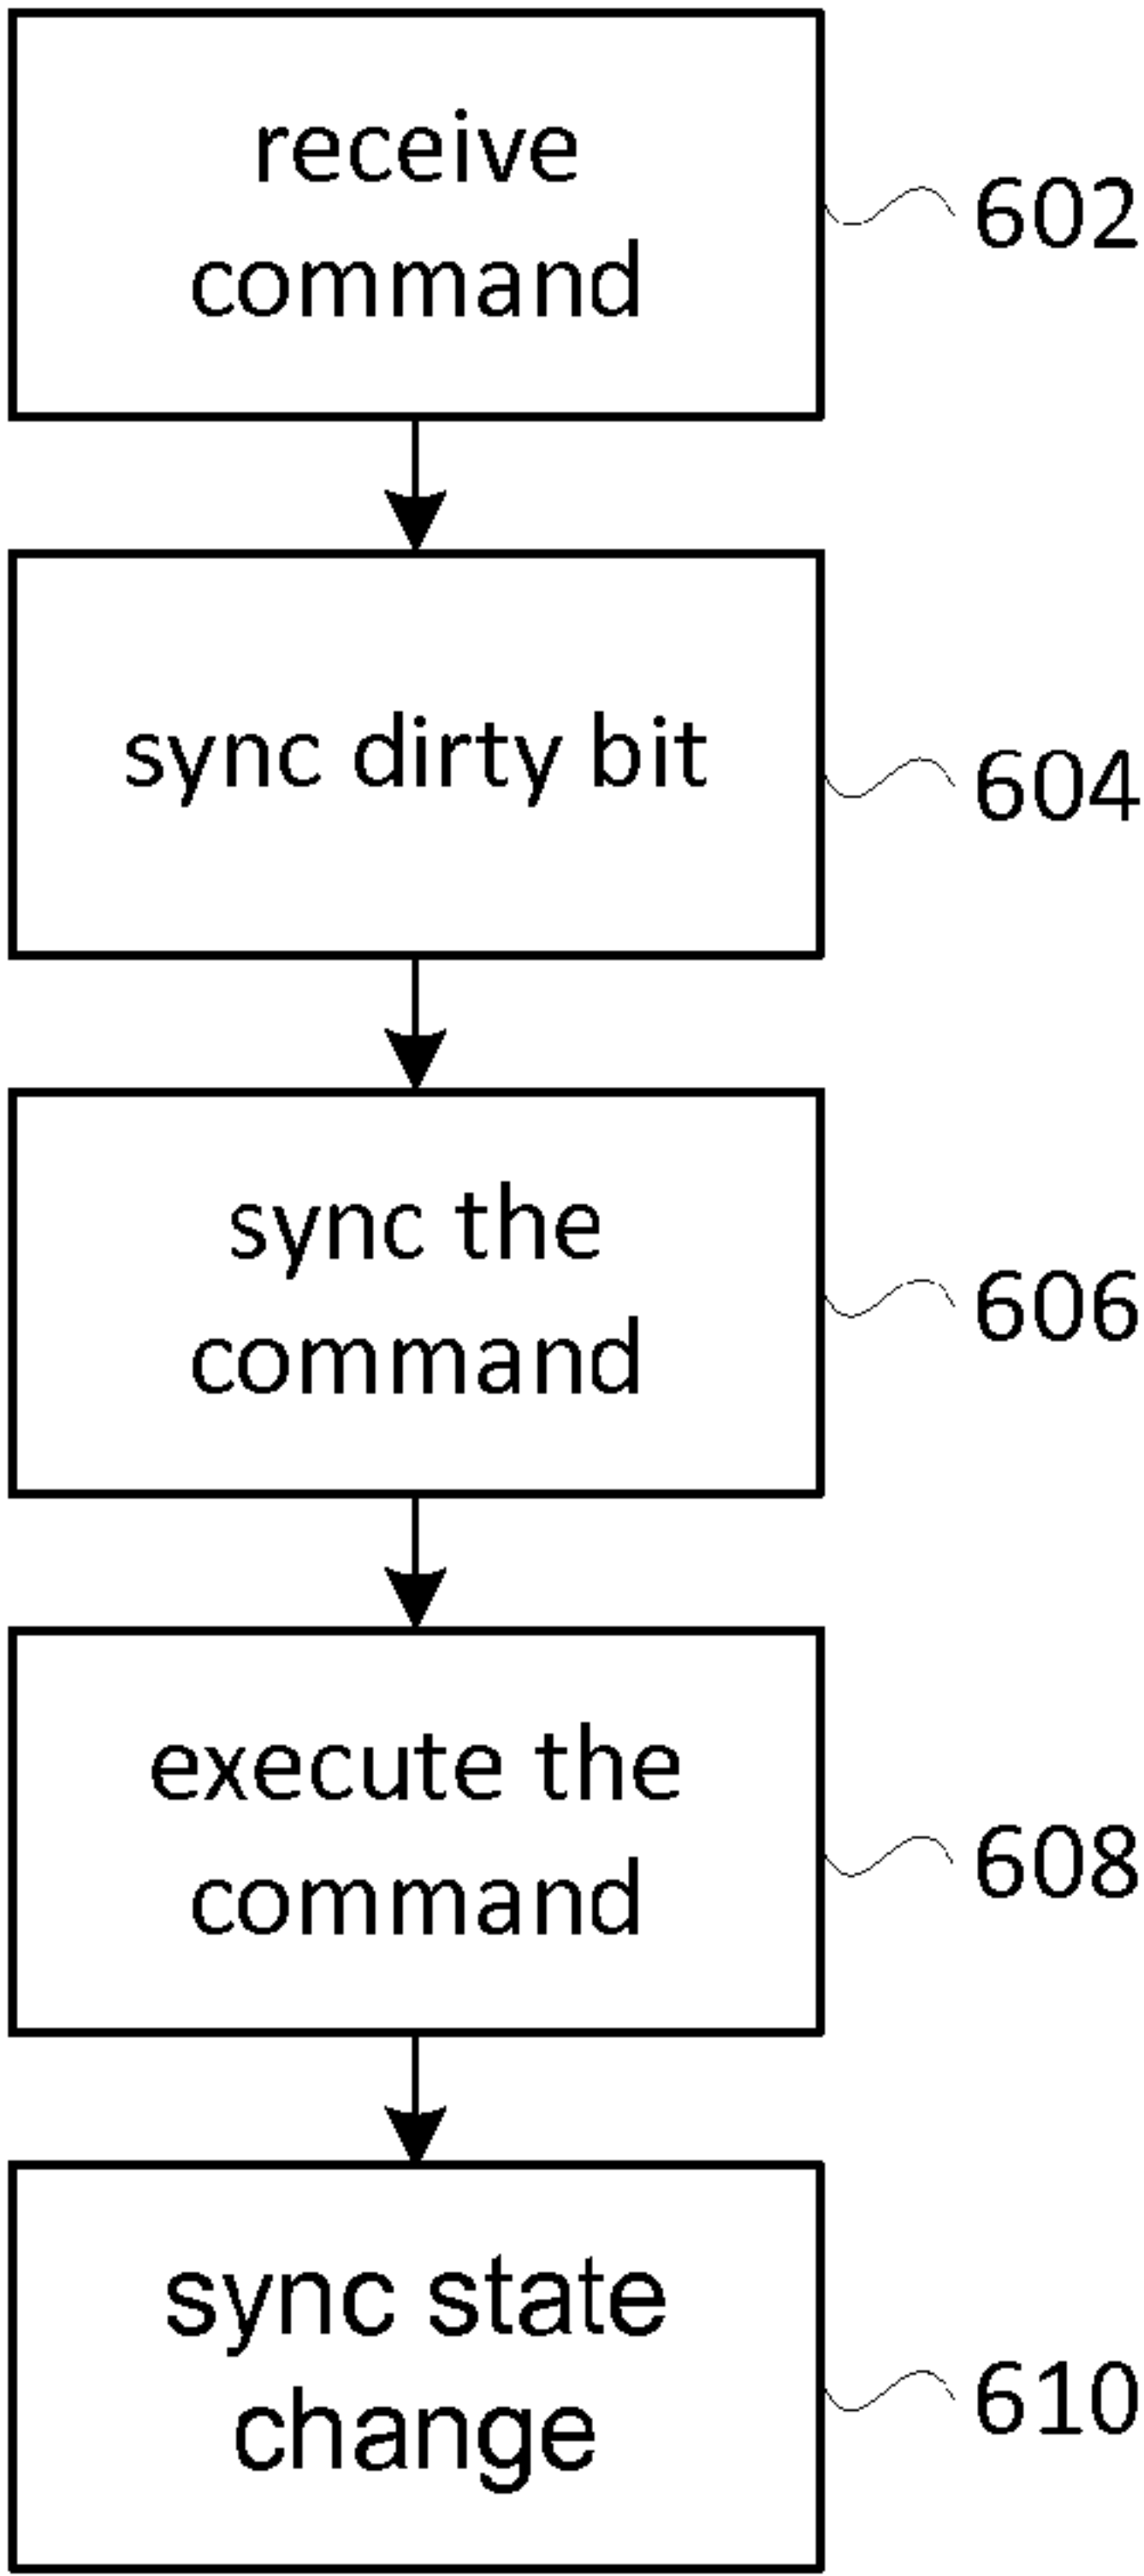 receive
command
602
sync dirty bit
604
sync the
command
606
execute the
command
608
sync state
change
610